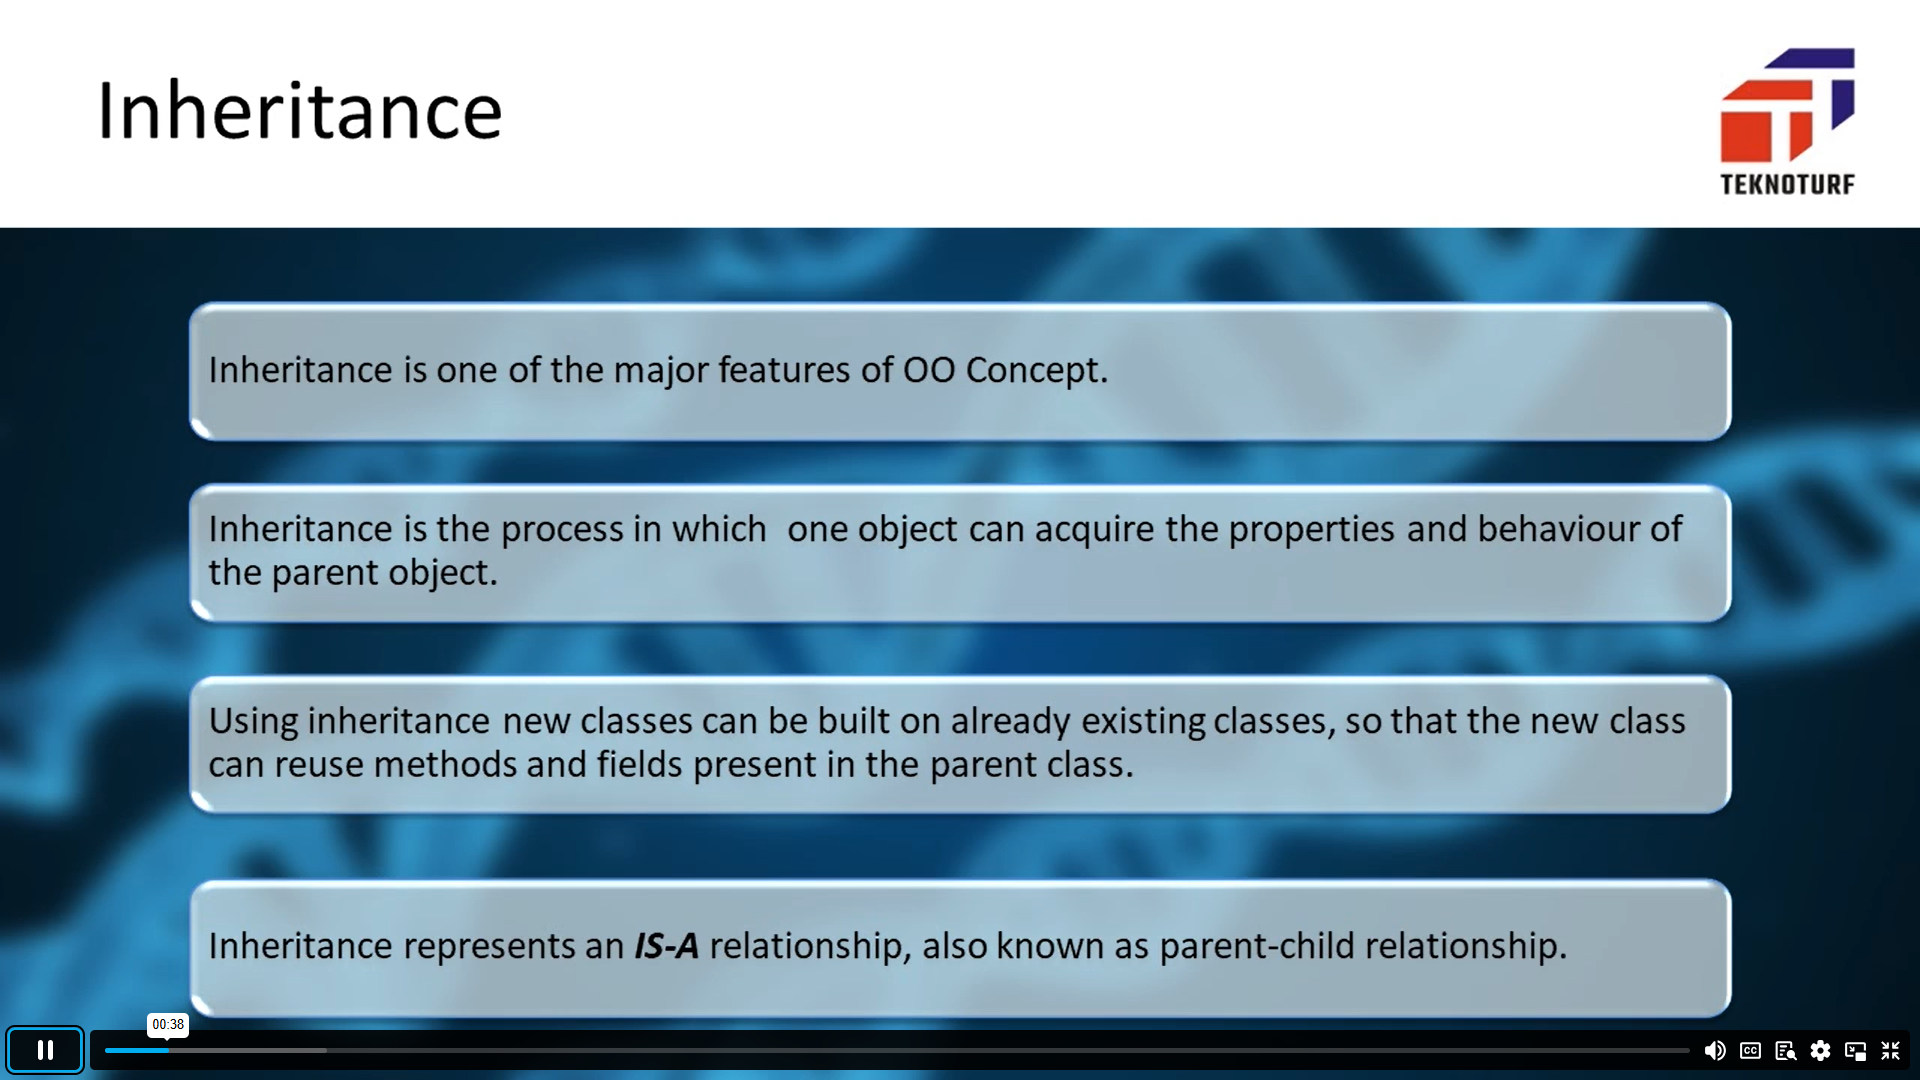 Inheritance
TEKNOTURF
Inheritance is one of the major features of OO Concept.
Inheritance is the process in which one object can acquire the properties and behaviour of
the parent object.
Using inheritance new classes can be built on already existing classes, so that the new class
can reuse methods and fields present in the parent class.
Inheritance represents an IS-A relationship, also known as parent-child relationship.
00:38
CC